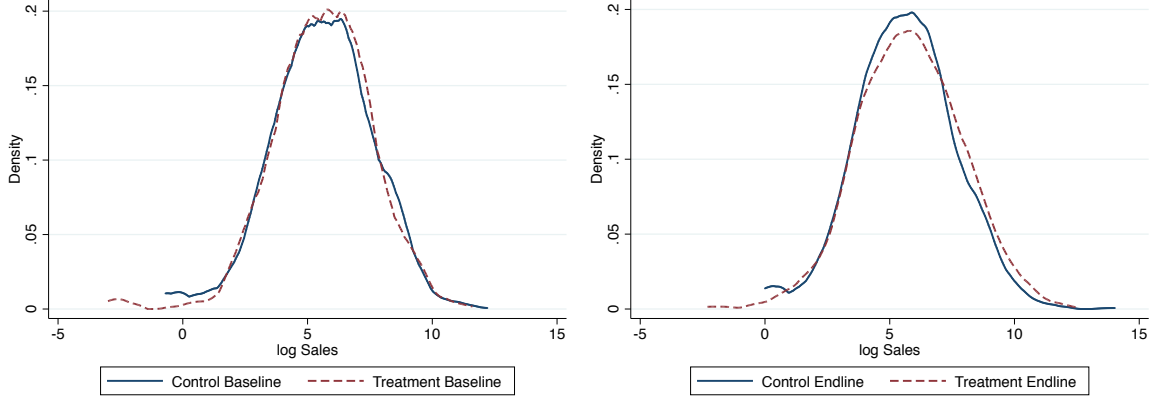 .2
.15
.1
.05
0
Density
-5 0 5 10 15
log Sales
Control Baseline Treatment Baseline
.2
.15
.1
.05
0
Density
-5 0 5 10 15
log Sales
Control Endline Treatment Endline